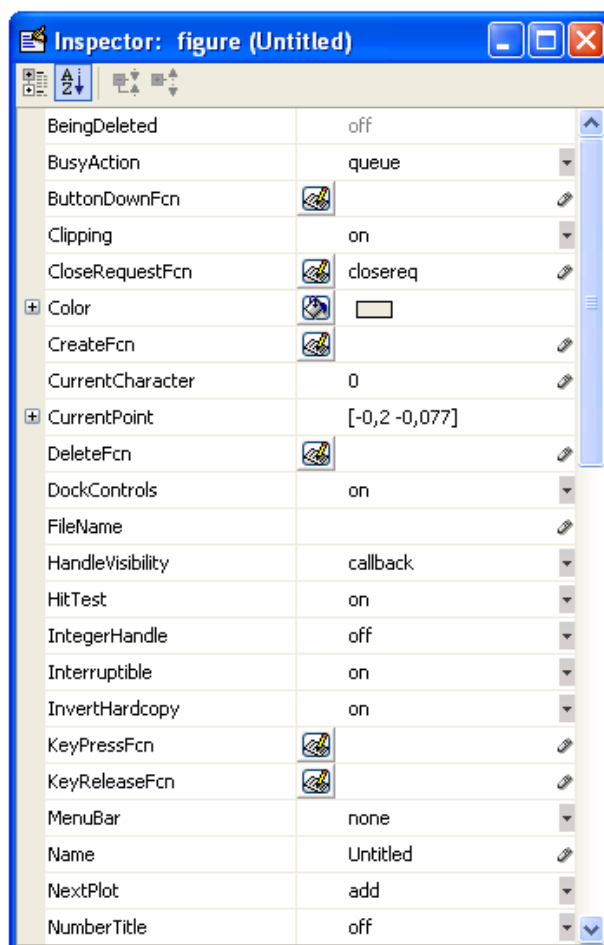 Inspector: figure (Untitled)
BeingDeleted off
BusyAction queue
ButtonDownFcn
Clipping on
CloseRequestFcn closereq
Color
CreateFcn
CurrentCharacter 0
CurrentPoint [-0,2 -0,077]
DeleteFcn
DockControls on
FileName
HandleVisibility callback
HitTest on
IntegerHandle off
Interruptible on
InvertHardcopy on
KeyPressFcn
KeyReleaseFcn
MenuBar none
Name Untitled
NextPlot add
NumberTitle off